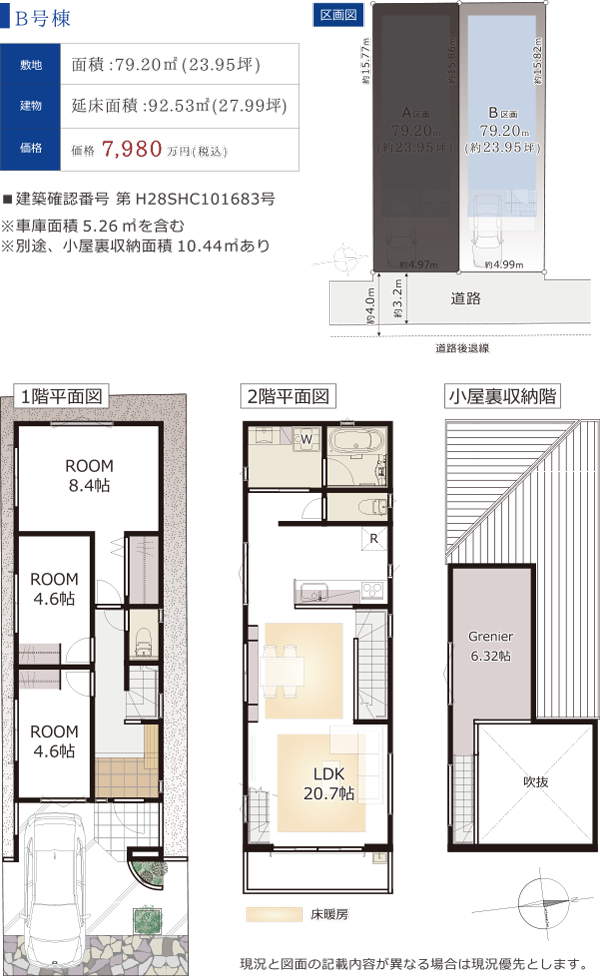 B号棟
敷地 面積:79.20㎡(23.95坪)
建物 延床面積:92.53㎡(27.99坪)
価格 価格 7,980万円(税込)
■建築確認番号 第H28SHC101683号
※車庫面積 5.26㎡を含む
※別途、小屋裏収納面積 10.44㎡あり
区画図
約15.77m
約15.86m
約15.82m
A区画
79.20㎡
(約23.95坪)
B区画
79.20㎡
(約23.95坪)
約4.97m
約4.99m
約4.0m
約3.2m
道路
道路後退線
1階平面図
ROOM
8.4帖
ROOM
4.6帖
ROOM
4.6帖
2階平面図
W
R
LDK
20.7帖
床暖房
小屋裏収納階
Grenier
6.32帖
吹抜
現況と図面の記載内容が異なる場合は現況優先とします。